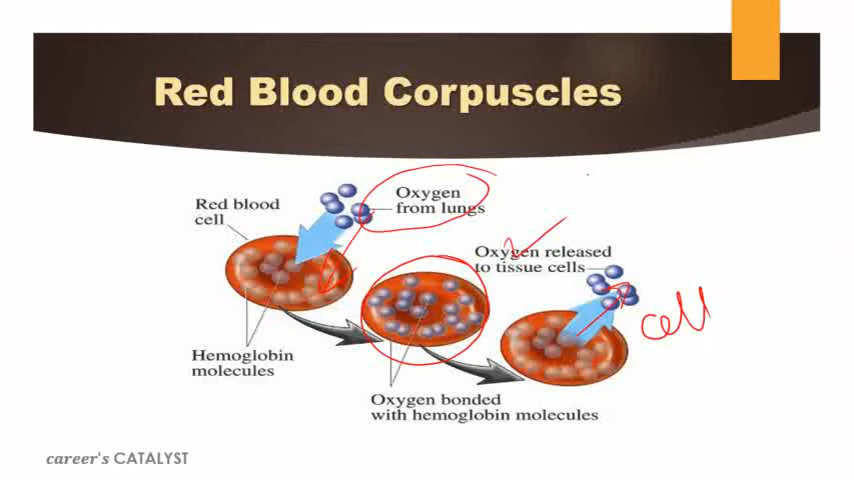 Red Blood Corpuscles
Oxygen
from lungs
Red blood
cell
Oxygen released
to tissue cells
cell
Hemoglobin
molecules
Oxygen bonded
with hemoglobin molecules
career's CATALYST